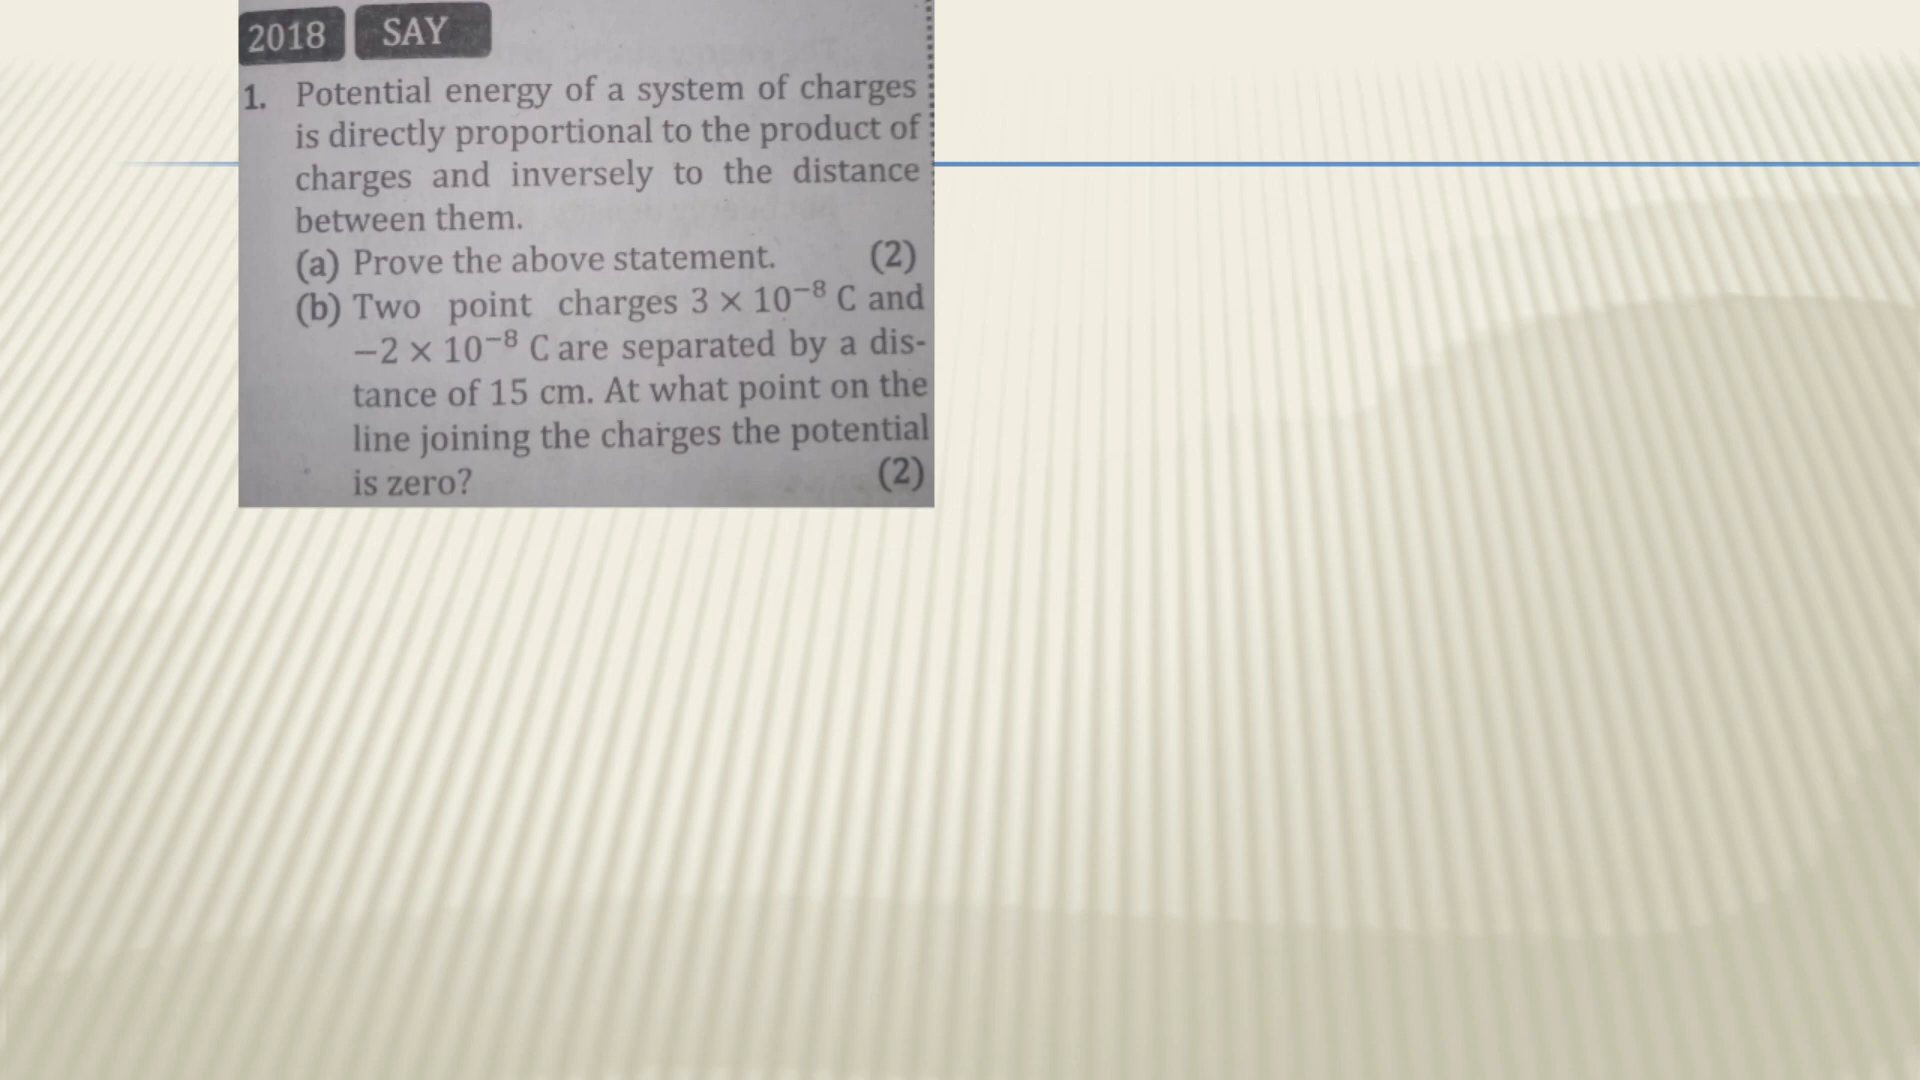 2018 SAY
1. Potential energy of a system of charges
is directly proportional to the product of
charges and inversely to the distance
between them.
(a) Prove the above statement. (2)
(b) Two point charges 3 × 10⁻⁸ C and
−2 × 10⁻⁸ C are separated by a dis-
tance of 15 cm. At what point on the
line joining the charges the potential
is zero? (2)